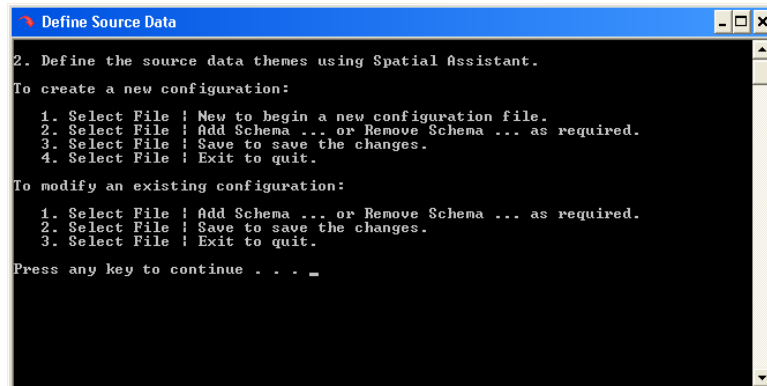 Define Source Data
2. Define the source data themes using Spatial Assistant.
To create a new configuration:
1. Select File ¦ New to begin a new configuration file.
2. Select File ¦ Add Schema ... or Remove Schema ... as required.
3. Select File ¦ Save to save the changes.
4. Select File ¦ Exit to quit.
To modify an existing configuration:
1. Select File ¦ Add Schema ... or Remove Schema ... as required.
2. Select File ¦ Save to save the changes.
3. Select File ¦ Exit to quit.
Press any key to continue . . . _